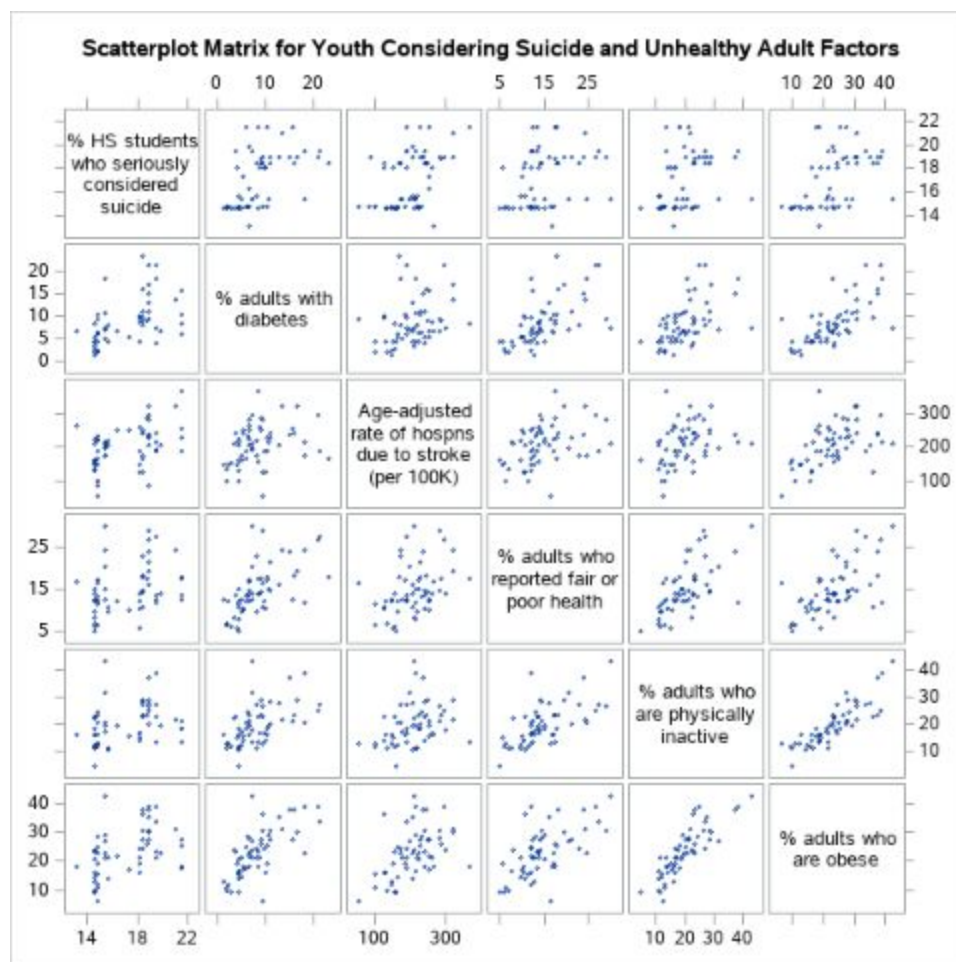 Scatterplot Matrix for Youth Considering Suicide and Unhealthy Adult Factors
0 10 20 5 15 25 10 20 30 40
% HS students
who seriously
considered
suicide
22
20
18
16
14
20
15
10
5
0
% adults with
diabetes
Age-adjusted
rate of hospns
due to stroke
(per 100K)
300
200
100
25
15
5
% adults who
reported fair or
poor health
% adults who
are physically
inactive
40
30
20
10
40
30
20
10
% adults who
are obese
14 18 22 100 300 10 20 30 40